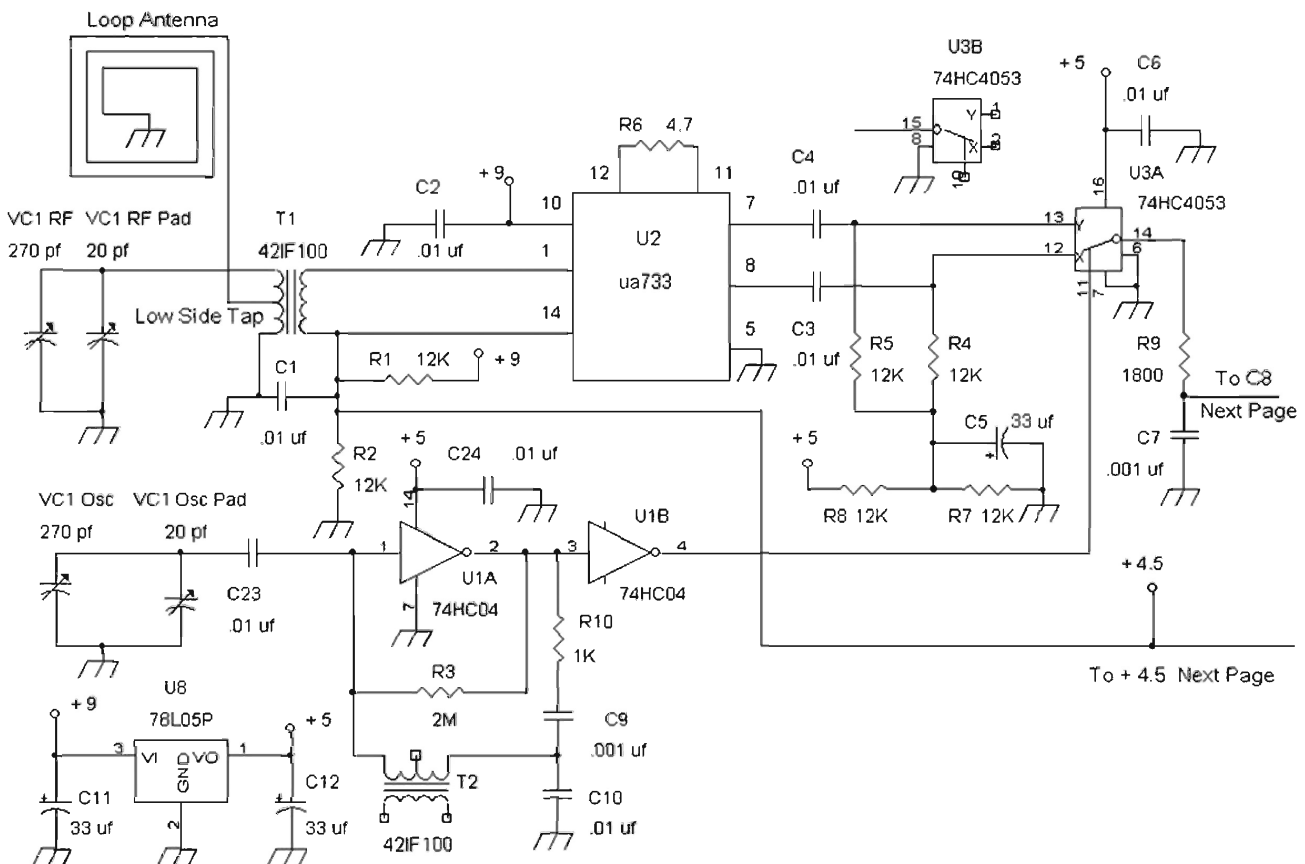 Loop Antenna
VC1 RF
270 pf
VC1 RF Pad
20 pf
T1
42IF100
Low Side Tap
C2
.01 uf
+ 9
R6 4.7
12
11
10
1
14
U2
ua733
7
8
5
C4
.01 uf
C3
.01 uf
U3B
74HC4053
15
8
Y
X
1
2
10
+ 5
C6
.01 uf
U3A
74HC4053
16
13
Y
12
X
14
6
11
7
C1
.01 uf
R1 12K
+ 9
R2
12K
R5
12K
R4
12K
C5
33 uf
+
+ 5
R8 12K
R7 12K
R9
1800
To C8
Next Page
C7
.001 uf
VC1 Osc
270 pf
VC1 Osc Pad
20 pf
C23
.01 uf
+ 5
C24
.01 uf
14
1
2
U1A
74HC04
7
U1B
3
4
74HC04
R10
1K
R3
2M
C9
.001 uf
T2
42IF100
C10
.01 uf
+ 4.5
To + 4.5 Next Page
+ 9
U8
78L05P
3
VI
GND
VO
1
2
+ 5
+
C11
33 uf
+
C12
33 uf